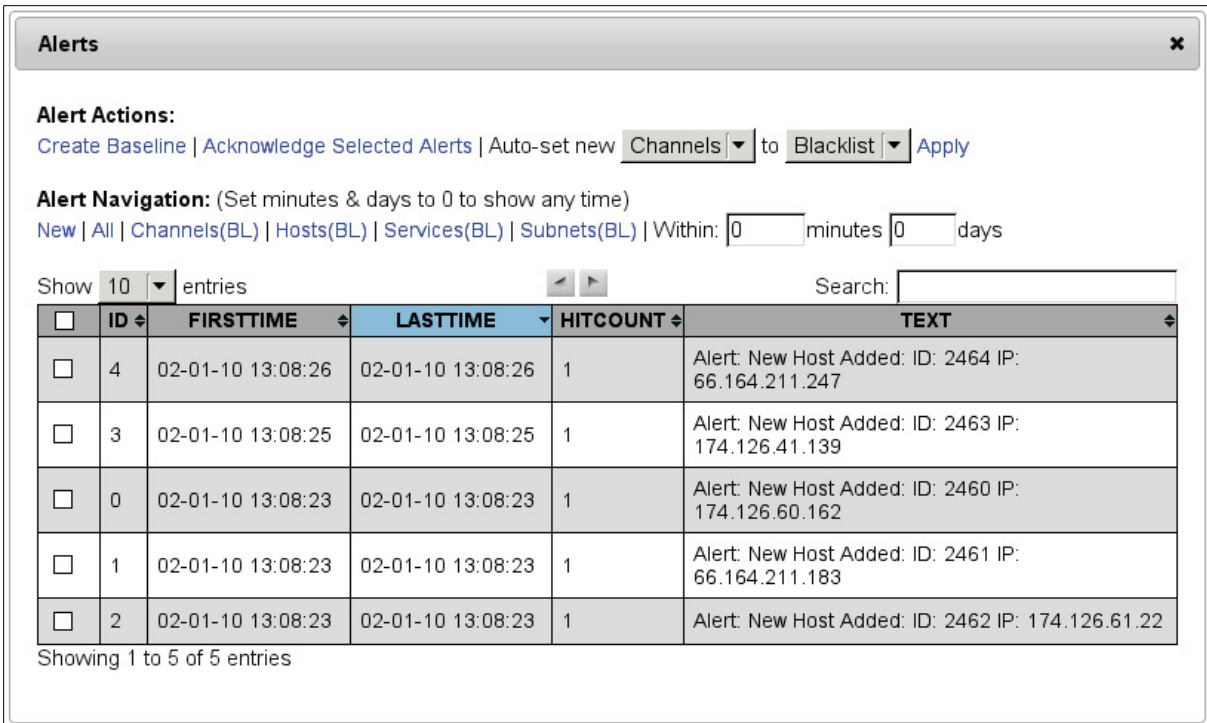 Alerts ✖
Alert Actions:
Create Baseline | Acknowledge Selected Alerts | Auto-set new Channels to Blacklist Apply
Alert Navigation: (Set minutes & days to 0 to show any time)
New | All | Channels(BL) | Hosts(BL) | Services(BL) | Subnets(BL) | Within: 0 minutes 0 days
Show 10 entries Search:
ID FIRSTTIME LASTTIME HITCOUNT TEXT
4 02-01-10 13:08:26 02-01-10 13:08:26 1 Alert: New Host Added: ID: 2464 IP:
66.164.211.247
3 02-01-10 13:08:25 02-01-10 13:08:25 1 Alert: New Host Added: ID: 2463 IP:
174.126.41.139
0 02-01-10 13:08:23 02-01-10 13:08:23 1 Alert: New Host Added: ID: 2460 IP:
174.126.60.162
1 02-01-10 13:08:23 02-01-10 13:08:23 1 Alert: New Host Added: ID: 2461 IP:
66.164.211.183
2 02-01-10 13:08:23 02-01-10 13:08:23 1 Alert: New Host Added: ID: 2462 IP: 174.126.61.22
Showing 1 to 5 of 5 entries